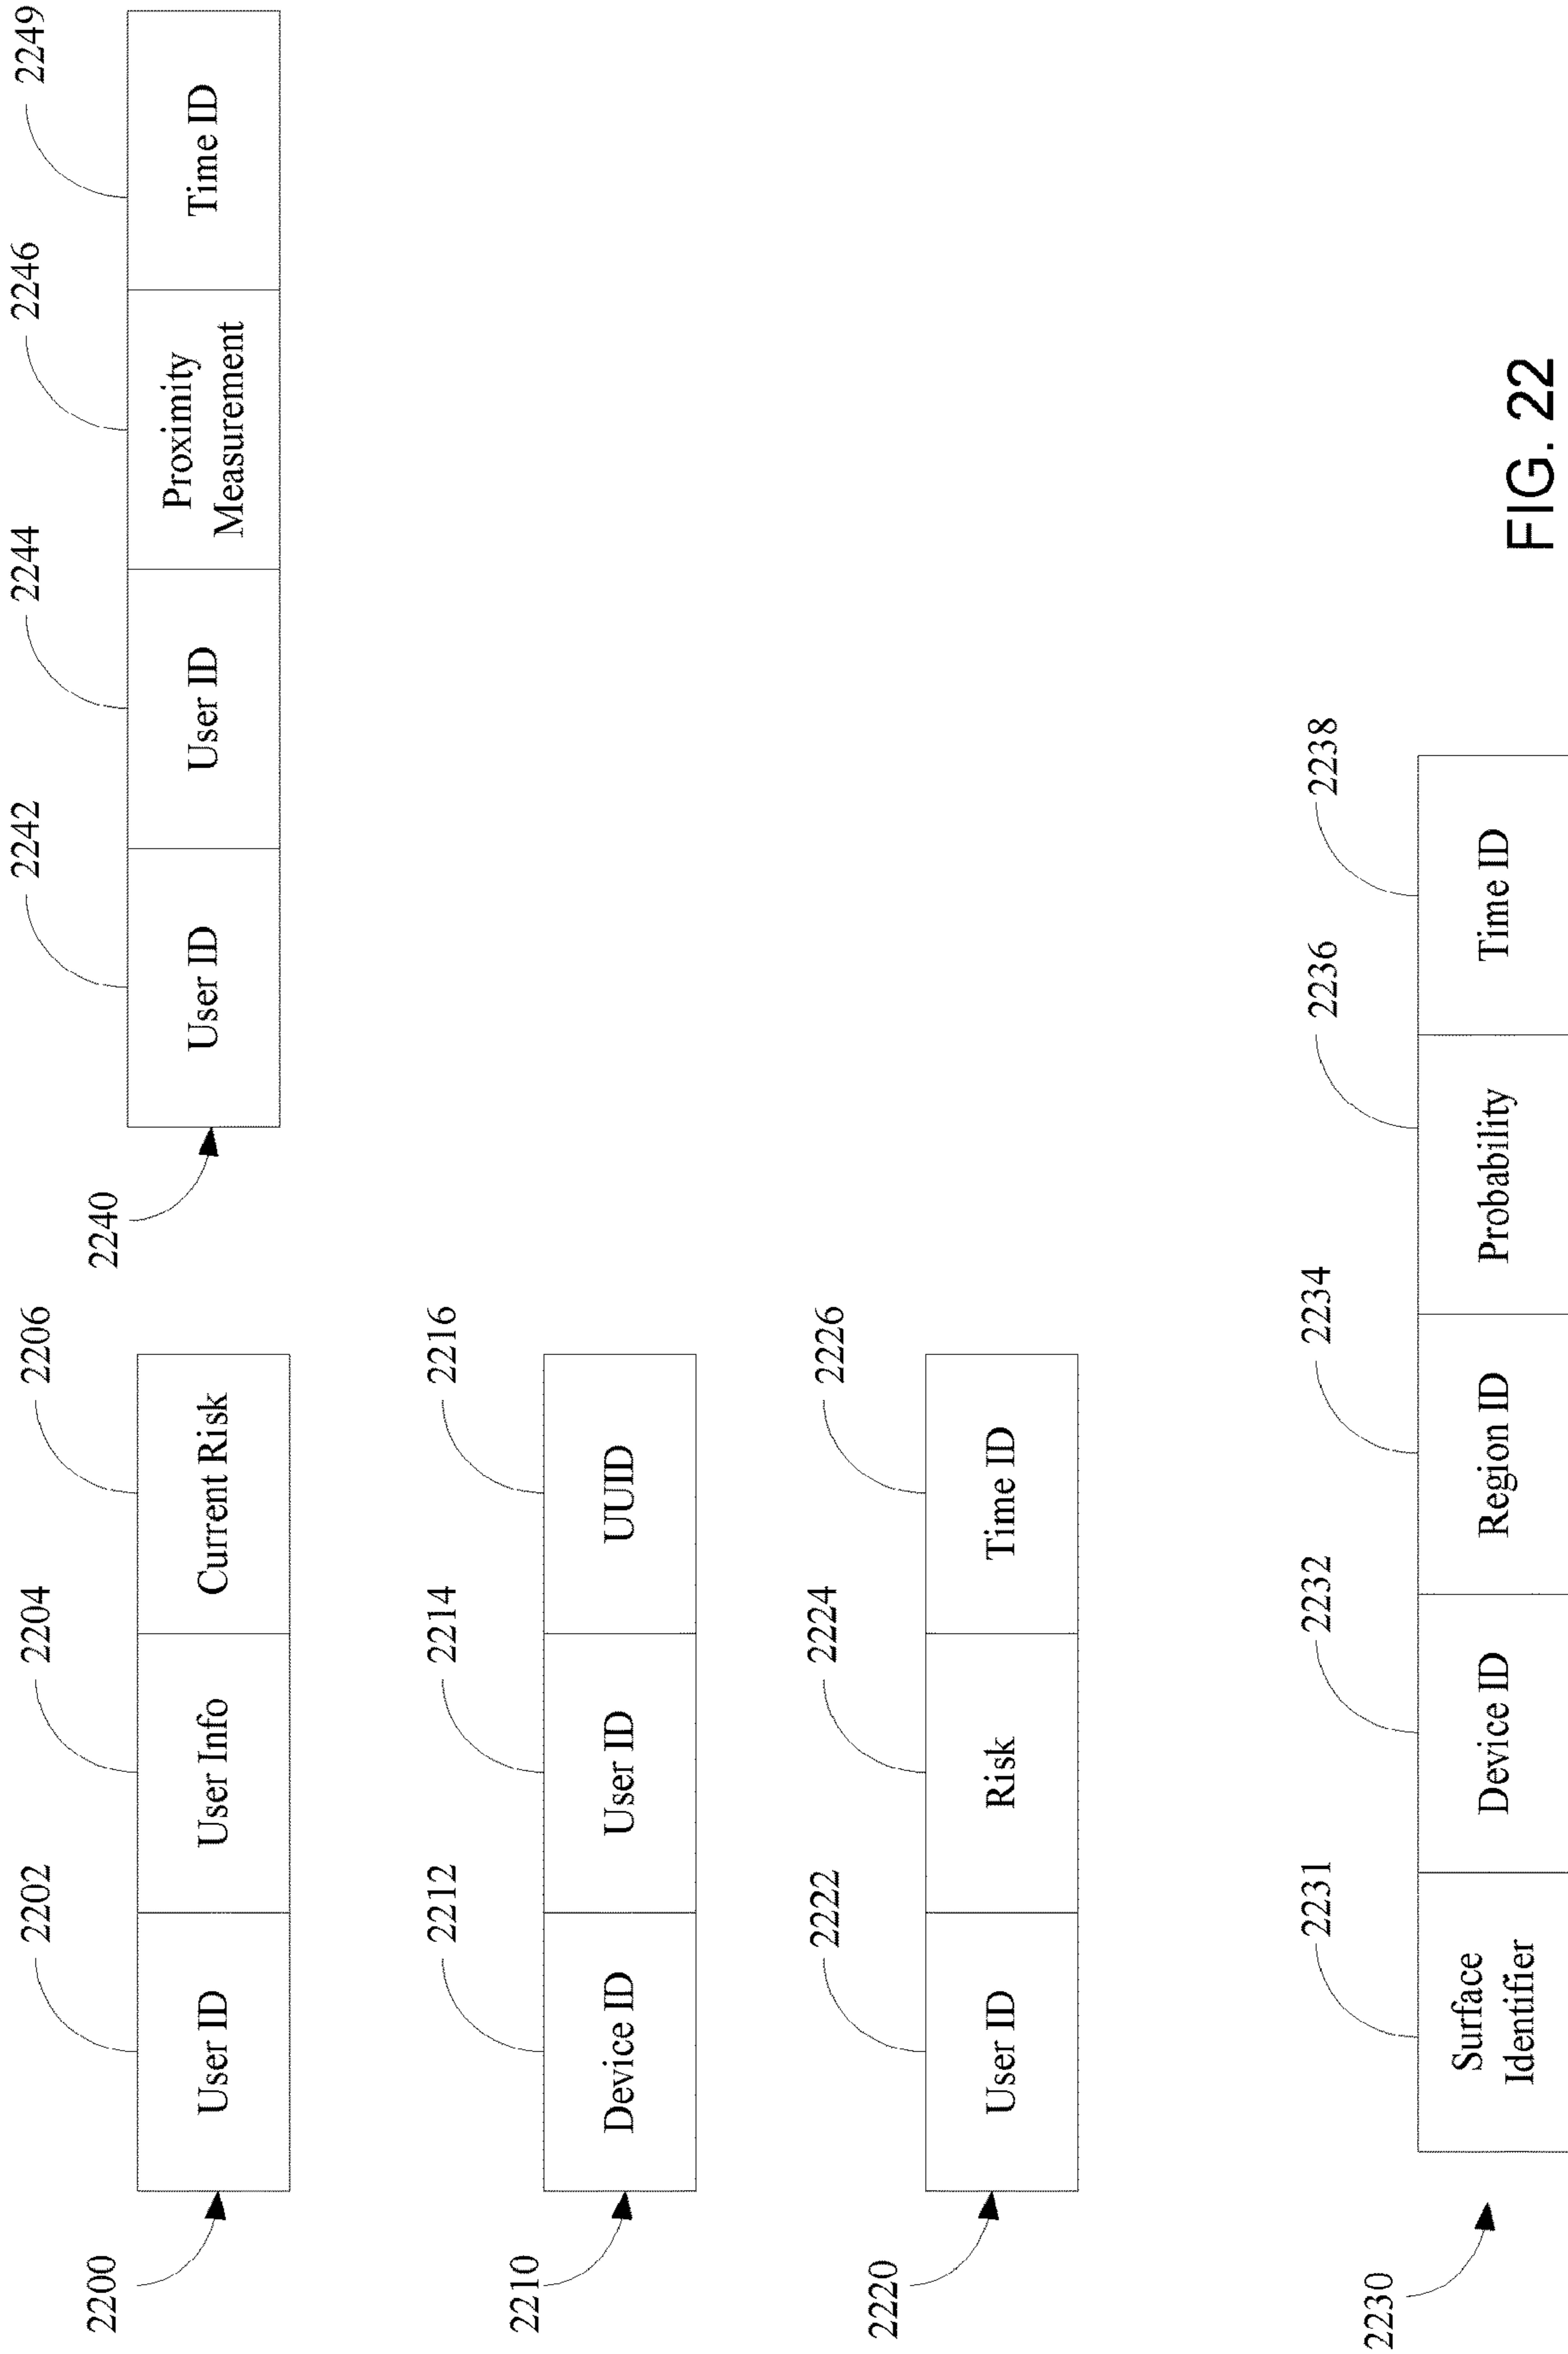 2202
2204
2206
2200
User ID
User Info
Current Risk
2242
2244
2246
2249
2240
User ID
User ID
Proximity
Measurement
Time ID
2212
2214
2216
2210
Device ID
User ID
UUID
2222
2224
2226
2220
User ID
Risk
Time ID
2231
2232
2234
2236
2238
2230
Surface
Identifier
Device ID
Region ID
Probability
Time ID
FIG. 22